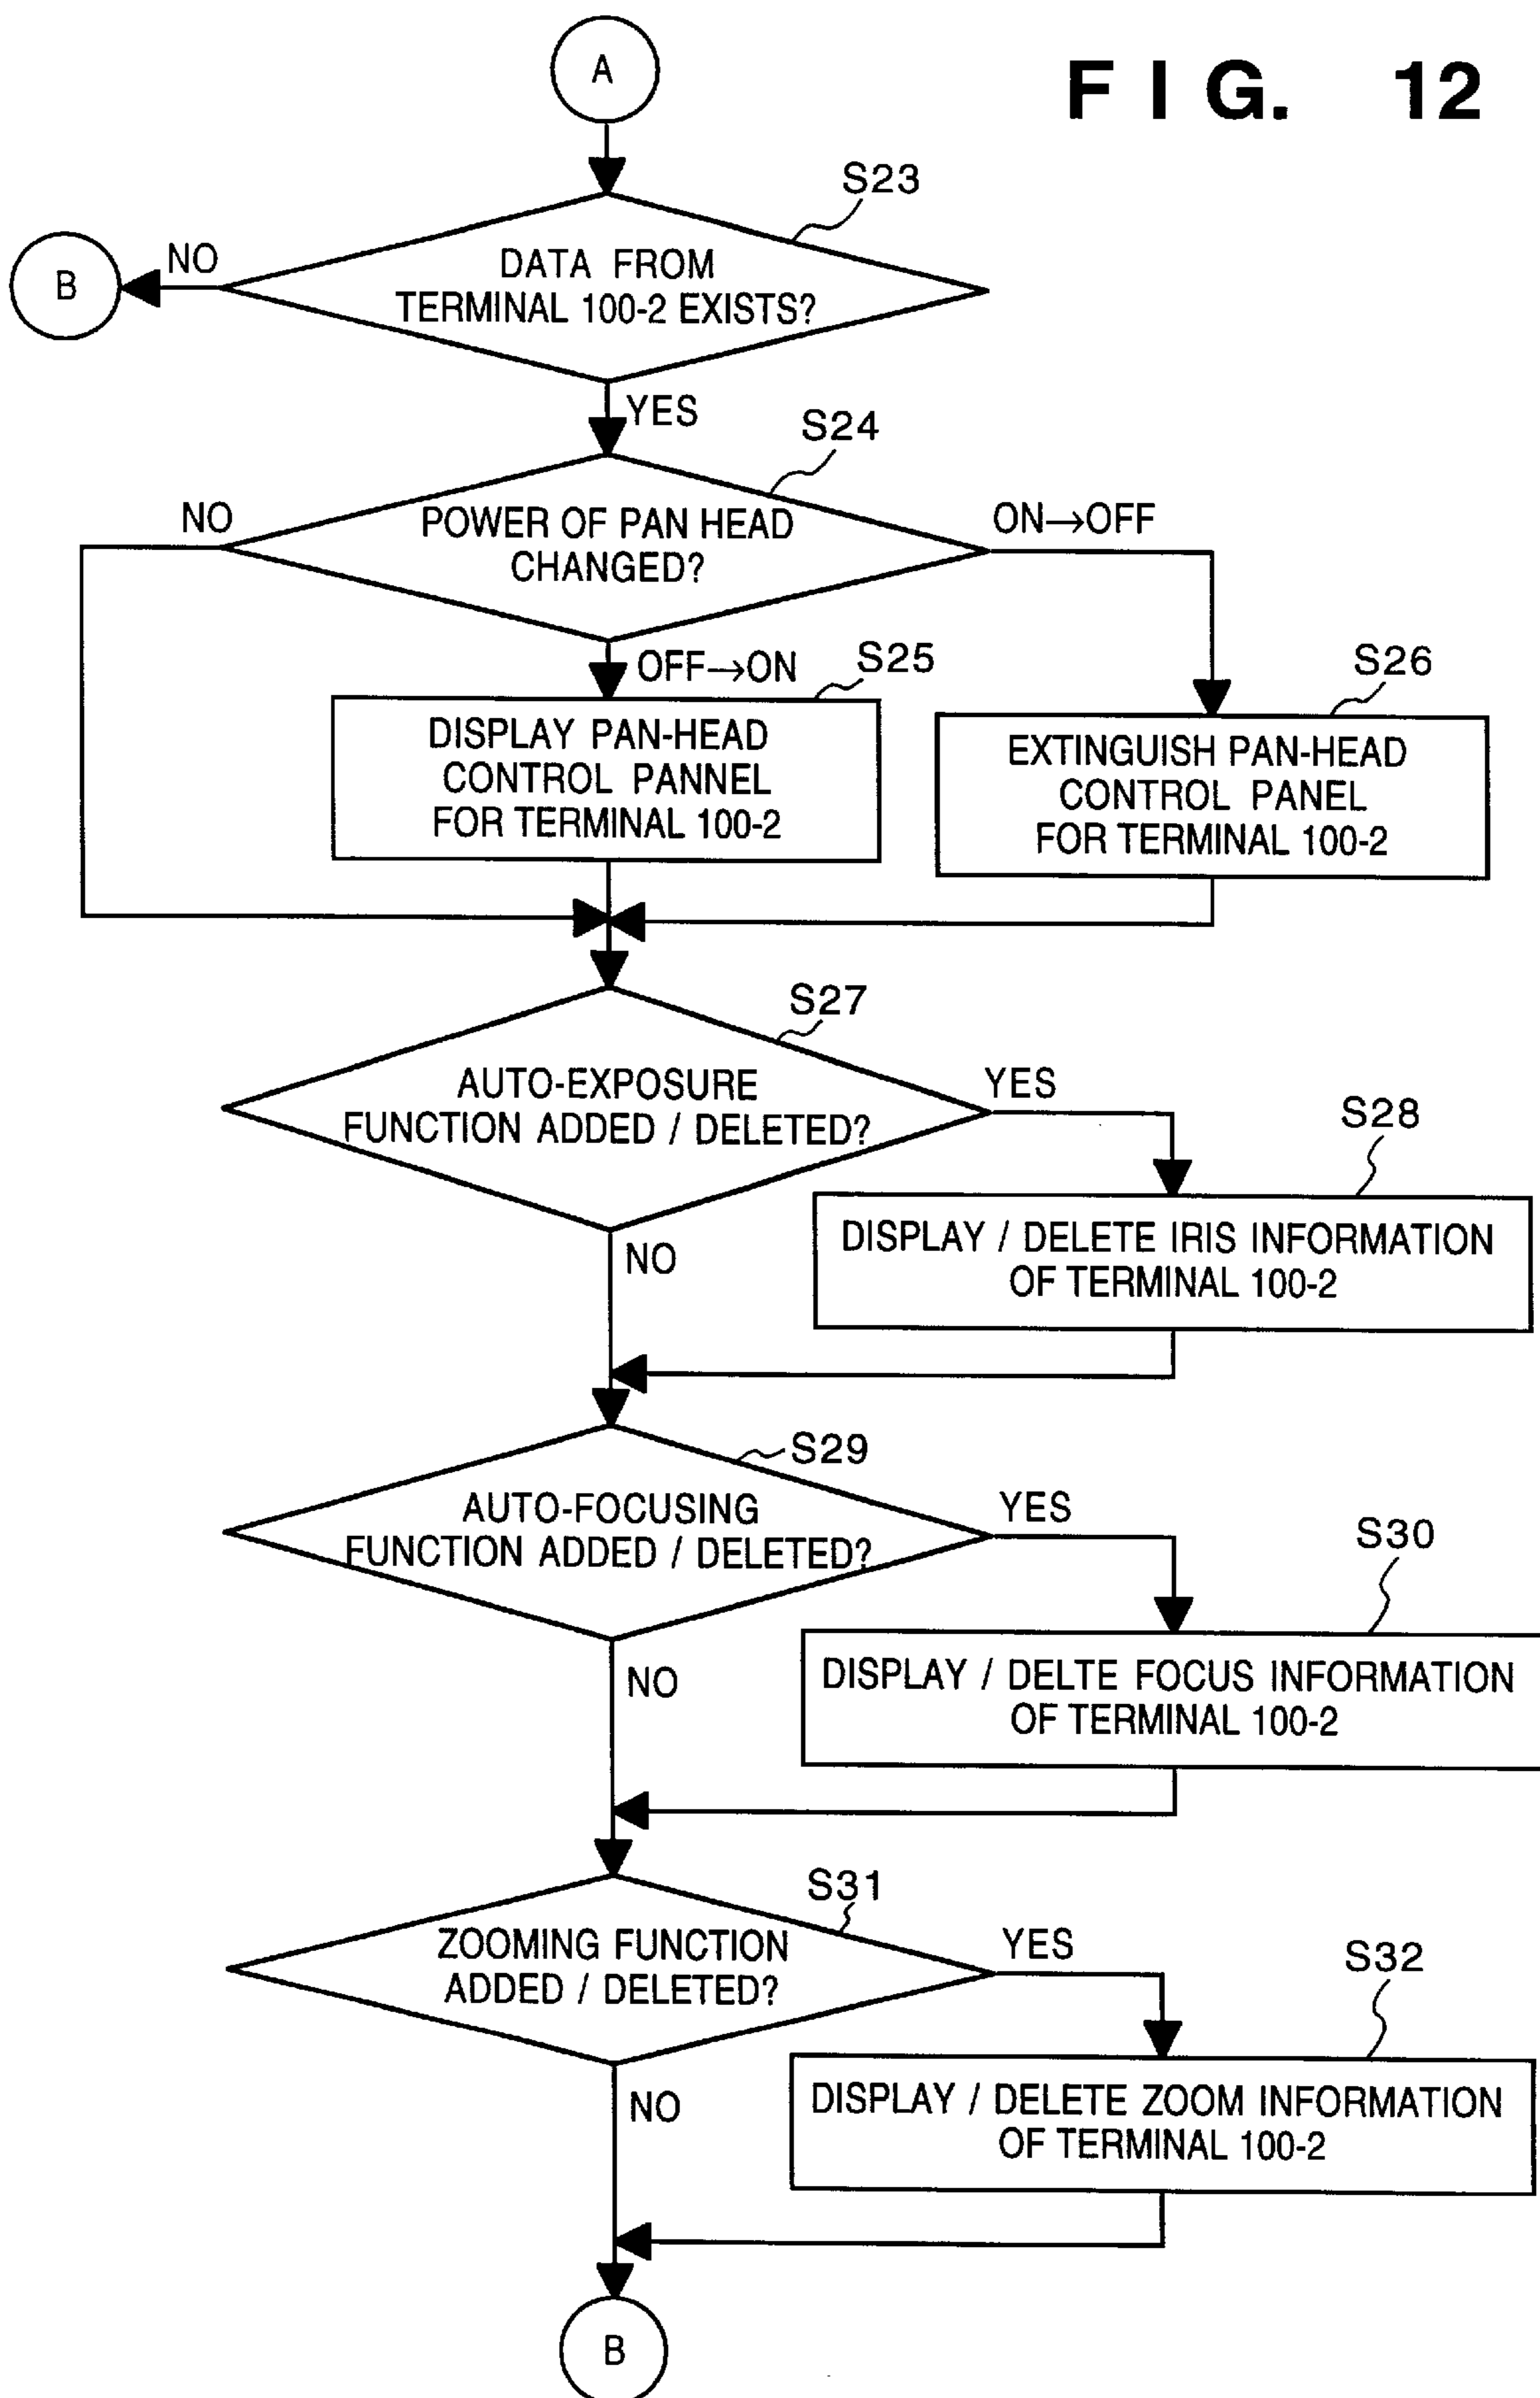 A
FIG. 12
S23
DATA FROM
TERMINAL 100-2 EXISTS?
NO
B
YES
S24
POWER OF PAN HEAD
CHANGED?
NO
ON→OFF
OFF→ON
S25
DISPLAY PAN-HEAD
CONTROL PANNEL
FOR TERMINAL 100-2
S26
EXTINGUISH PAN-HEAD
CONTROL PANEL
FOR TERMINAL 100-2
S27
AUTO-EXPOSURE
FUNCTION ADDED / DELETED?
YES
S28
DISPLAY / DELETE IRIS INFORMATION
OF TERMINAL 100-2
NO
S29
AUTO-FOCUSING
FUNCTION ADDED / DELETED?
YES
S30
DISPLAY / DELTE FOCUS INFORMATION
OF TERMINAL 100-2
NO
S31
ZOOMING FUNCTION
ADDED / DELETED?
YES
S32
DISPLAY / DELETE ZOOM INFORMATION
OF TERMINAL 100-2
NO
B